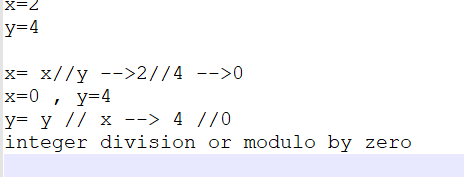 x=2
y=4
x= x//y -->2//4 -->0
x=0 , y=4
y= y // x --> 4 //0
integer division or modulo by zero